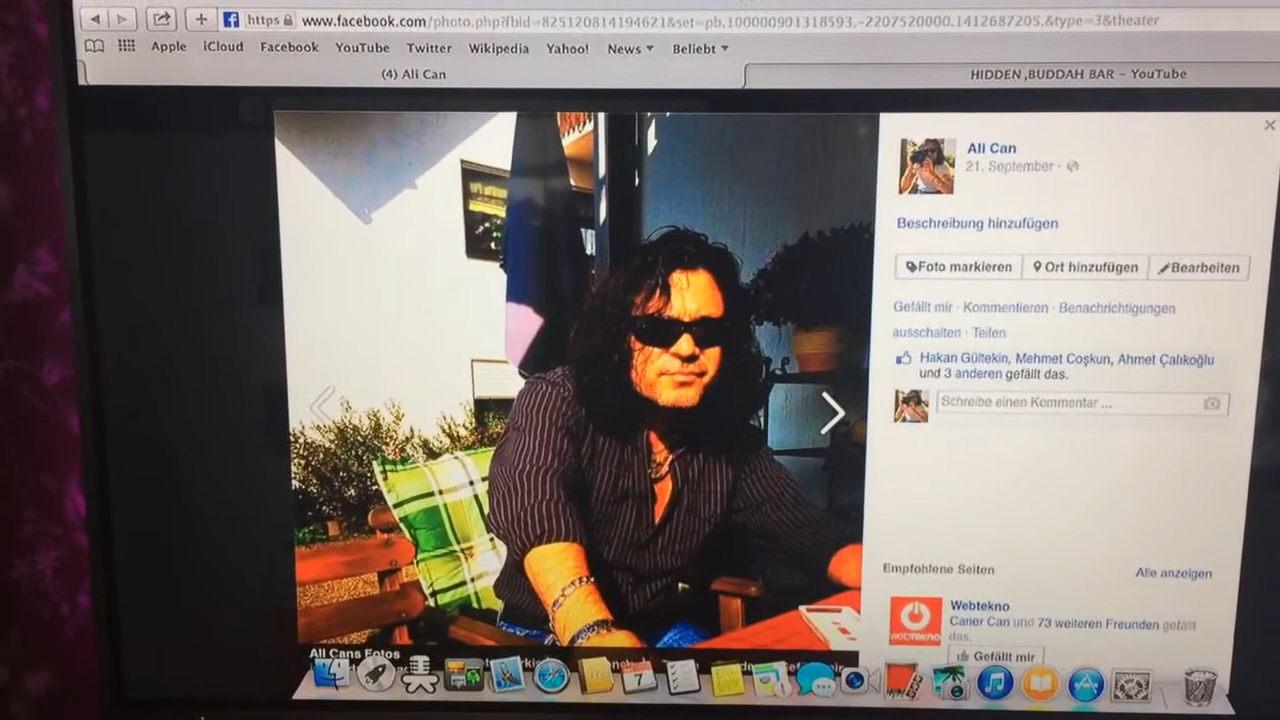 https www.facebook.com/photo.php?fbid=825120814194621&set=pb.100000901318593.-2207520000.1412687205.&type=3&theater
Apple iCloud Facebook YouTube Twitter Wikipedia Yahoo! News Beliebt
(4) Ali Can
HIDDEN ,BUDDAH BAR – YouTube
Ali Can
21. September
Beschreibung hinzufügen
Foto markieren Ort hinzufügen Bearbeiten
Gefällt mir · Kommentieren · Benachrichtigungen
ausschalten · Teilen
Hakan Gültekin, Mehmet Coşkun, Ahmet Çalıkoğlu
und 3 anderen gefällt das.
Schreibe einen Kommentar ...
Empfohlene Seiten Alle anzeigen
webtekno
Webtekno
Caner Can und 73 weiteren Freunden gefällt
das.
Gefällt mir
Ali Cans Fotos
7